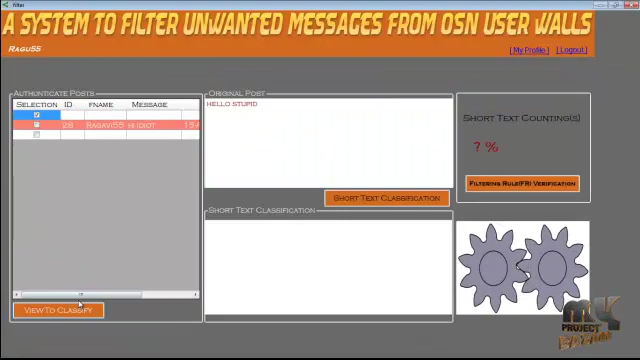 filter
A SYSTEM TO FILTER UNWANTED MESSAGES FROM OSN USER WALLS
Ragu55
[ My Profile ] [ Logout ]
Authenticate Posts
Selection ID fname Message
28 Ragavi55 hi idiot
View To Classify
Original Post
HELLO STUPID
Short Text Classification
Short Text Classification
Short Text Counting(s)
? %
Filtering Rule(FR) Verification
MY
PROJECT
BAZAAR